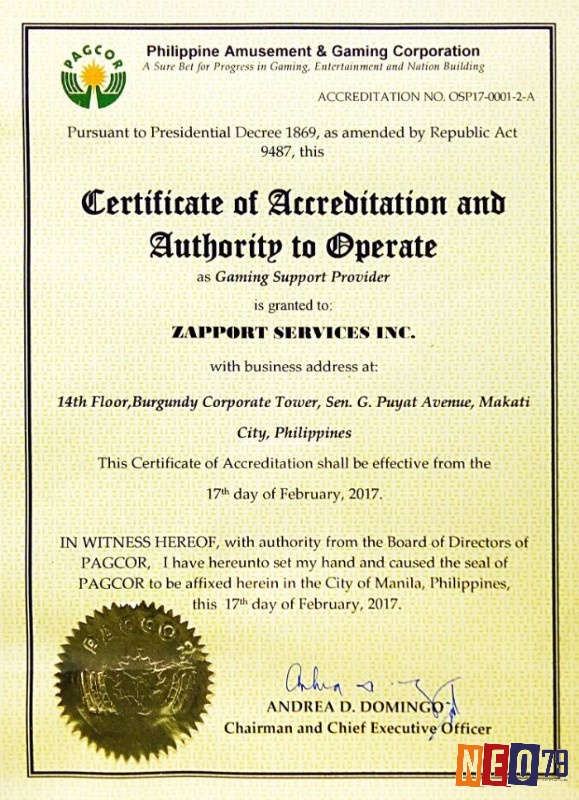 PAGCOR
Philippine Amusement & Gaming Corporation
A Sure Bet for Progress in Gaming, Entertainment and Nation Building
ACCREDITATION NO. OSP17-0001-2-A
Pursuant to Presidential Decree 1869, as amended by Republic Act
9487, this
Certificate of Accreditation and
Authority to Operate
as Gaming Support Provider
is granted to:
ZAPPORT SERVICES INC.
with business address at:
14th Floor,Burgundy Corporate Tower, Sen. G. Puyat Avenue, Makati
City, Philippines
This Certificate of Accreditation shall be effective from the
17th day of February, 2017.
IN WITNESS HEREOF, with authority from the Board of Directors of
PAGCOR, I have hereunto set my hand and caused the seal of
PAGCOR to be affixed herein in the City of Manila, Philippines,
this 17th day of February, 2017.
PAGCOR
ANDREA D. DOMINGO
Chairman and Chief Executive Officer
NEO79